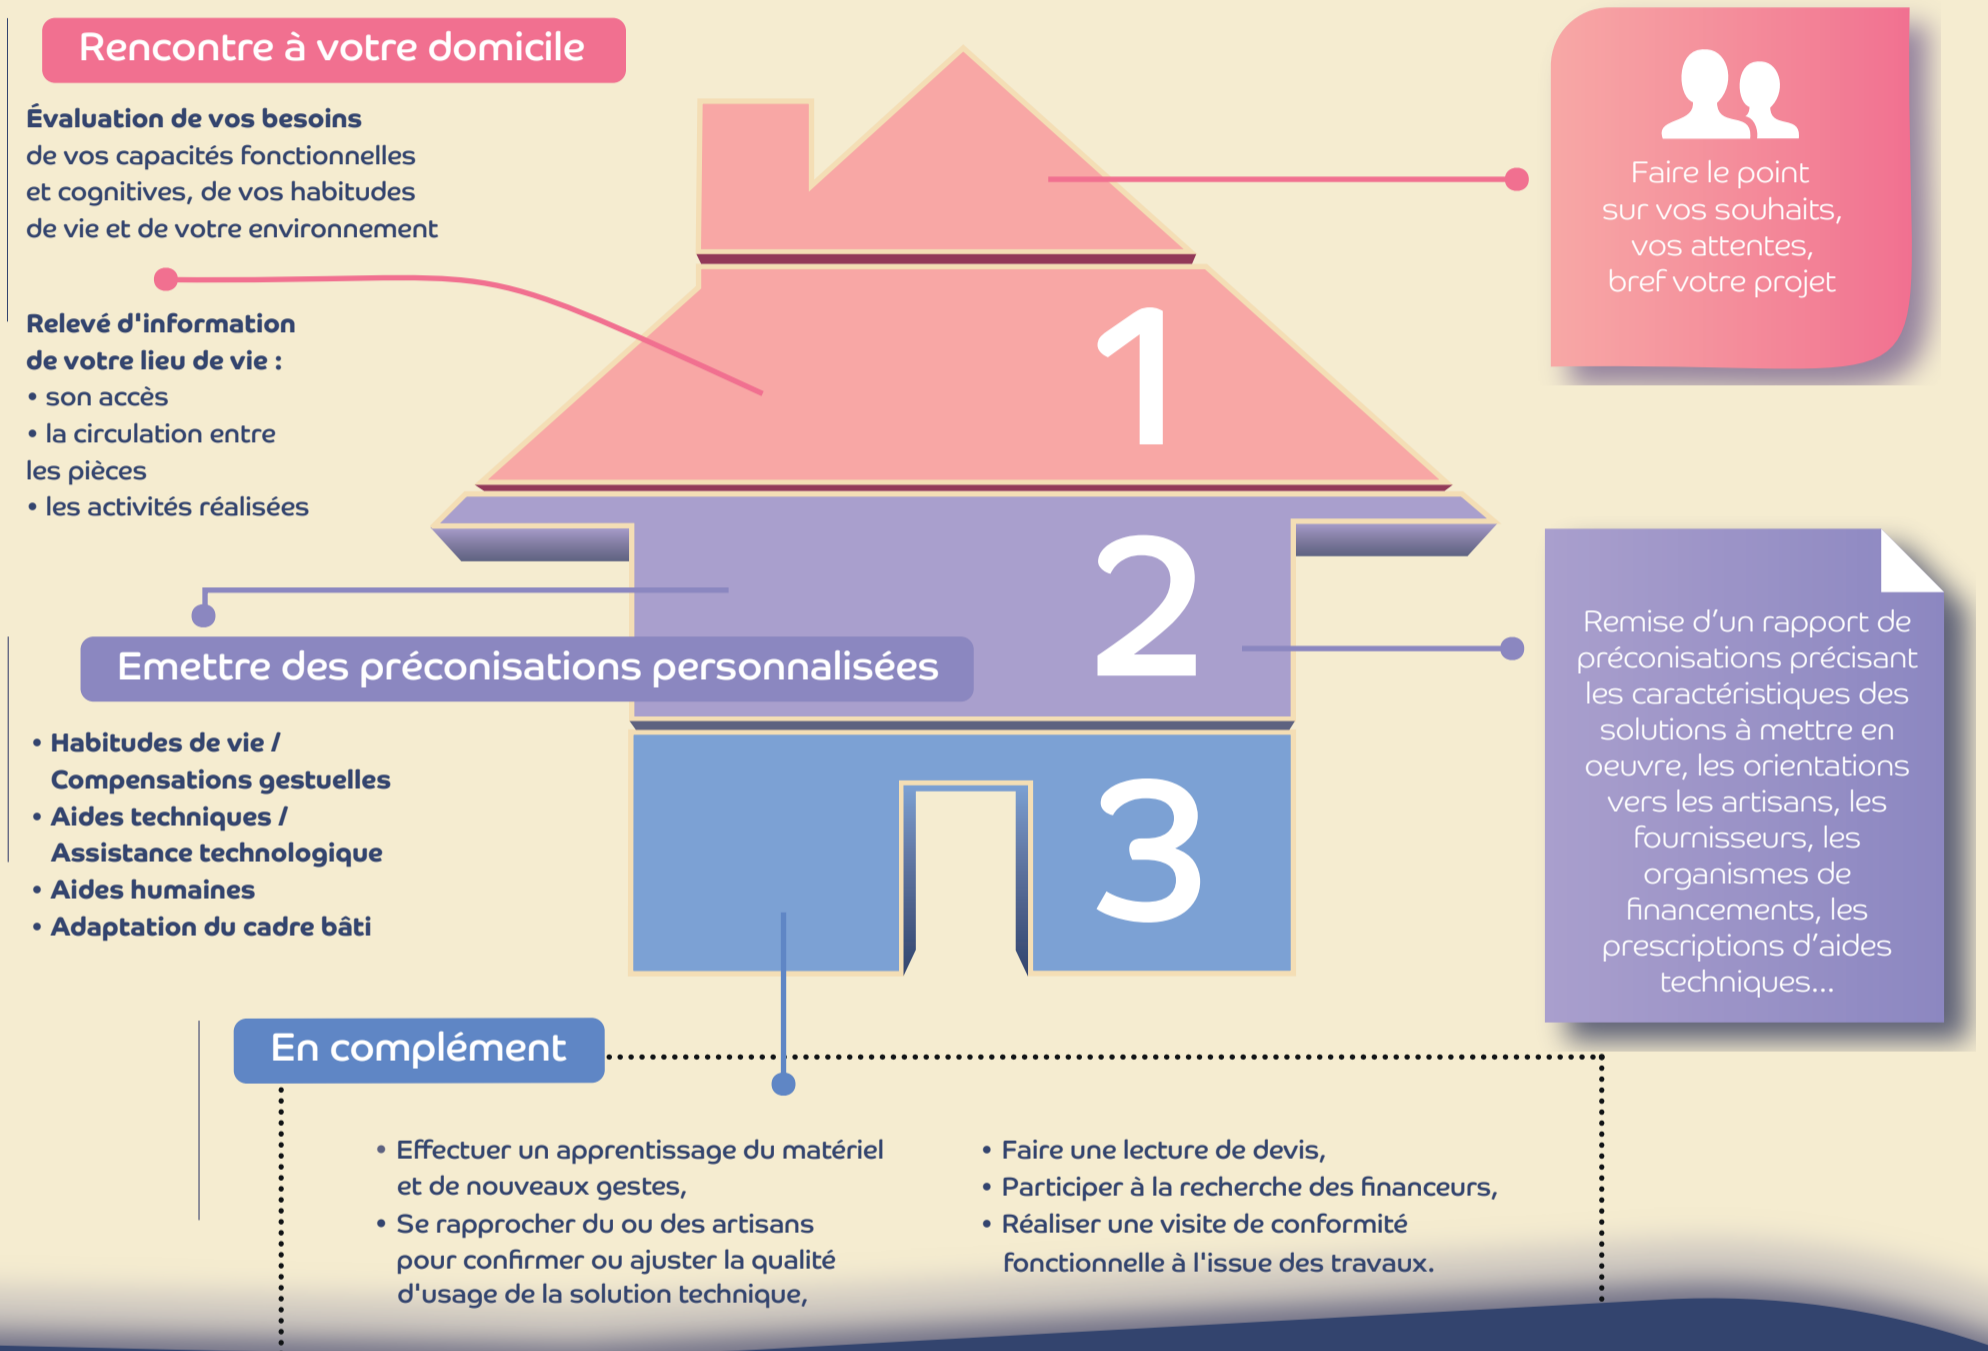 Rencontre à votre domicile
Évaluation de vos besoins
de vos capacités fonctionnelles
et cognitives, de vos habitudes
de vie et de votre environnement
Relevé d'information
de votre lieu de vie :
• son accès
• la circulation entre
les pièces
• les activités réalisées
Faire le point
sur vos souhaits,
vos attentes,
bref votre projet
1
2
Emettre des préconisations personnalisées
• Habitudes de vie /
Compensations gestuelles
• Aides techniques /
Assistance technologique
• Aides humaines
• Adaptation du cadre bâti
Remise d’un rapport de
préconisations précisant
les caractéristiques des
solutions à mettre en
oeuvre, les orientations
vers les artisans, les
fournisseurs, les
organismes de
financements, les
prescriptions d’aides
techniques...
3
En complément
• Effectuer un apprentissage du matériel
et de nouveaux gestes,
• Se rapprocher du ou des artisans
pour confirmer ou ajuster la qualité
d'usage de la solution technique,
• Faire une lecture de devis,
• Participer à la recherche des financeurs,
• Réaliser une visite de conformité
fonctionnelle à l'issue des travaux.